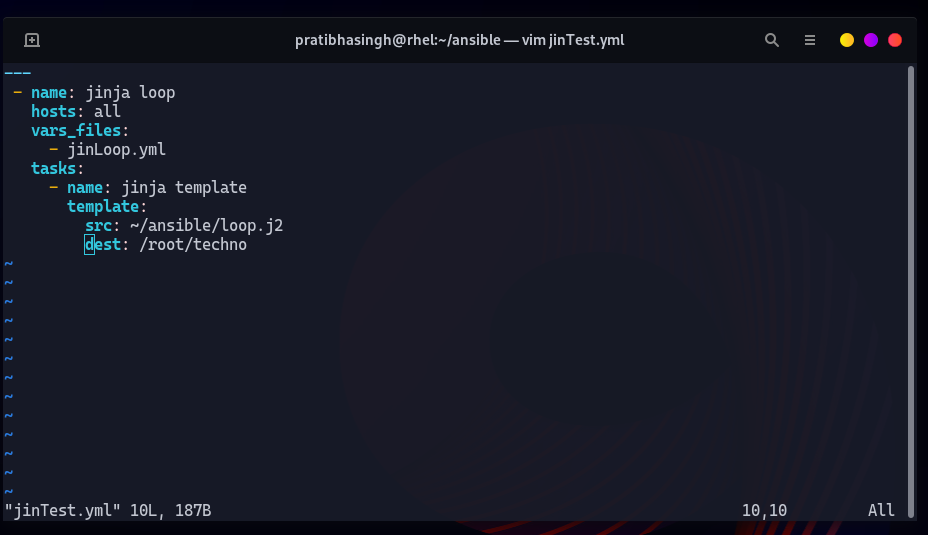 pratibhasingh@rhel:~/ansible — vim jinTest.yml
---
 - name: jinja loop
   hosts: all
   vars_files:
     - jinLoop.yml
   tasks:
     - name: jinja template
       template:
         src: ~/ansible/loop.j2
         dest: /root/techno
~
~
~
~
~
~
~
~
~
~
~
~
~
"jinTest.yml" 10L, 187B 10,10 All